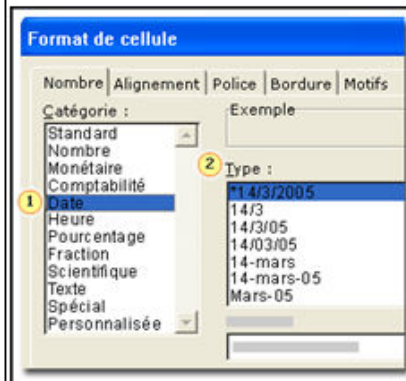 Format de cellule
Nombre Alignement Police Bordure Motifs
Catégorie :
Standard
Nombre
Monétaire
Comptabilité
1 Date
Heure
Pourcentage
Fraction
Scientifique
Texte
Spécial
Personnalisée
Exemple
2 Type :
*14/3/2005
14/3
14/3/05
14/03/05
14-mars
14-mars-05
Mars-05